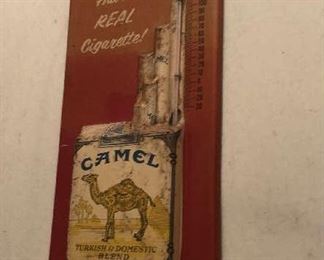 REAL
Cigarette!
CAMEL
TURKISH & DOMESTIC
BLEND